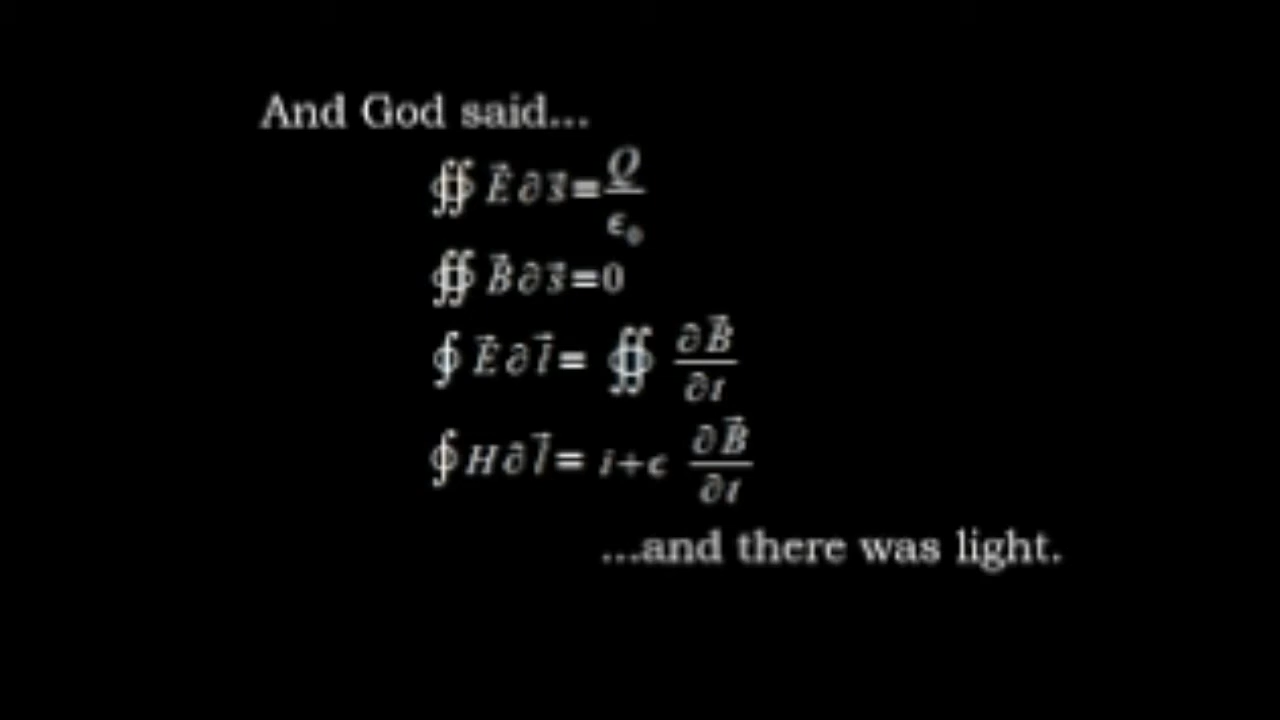 And God said...
∯ E⃗ ∂ s⃗ = Q/ϵ₀
∯ B⃗ ∂ s⃗ = 0
∮ E⃗ ∂ l⃗ = ∯ ∂B⃗/∂t
∮ H ∂ l⃗ = i+ϵ ∂B⃗/∂t
...and there was light.